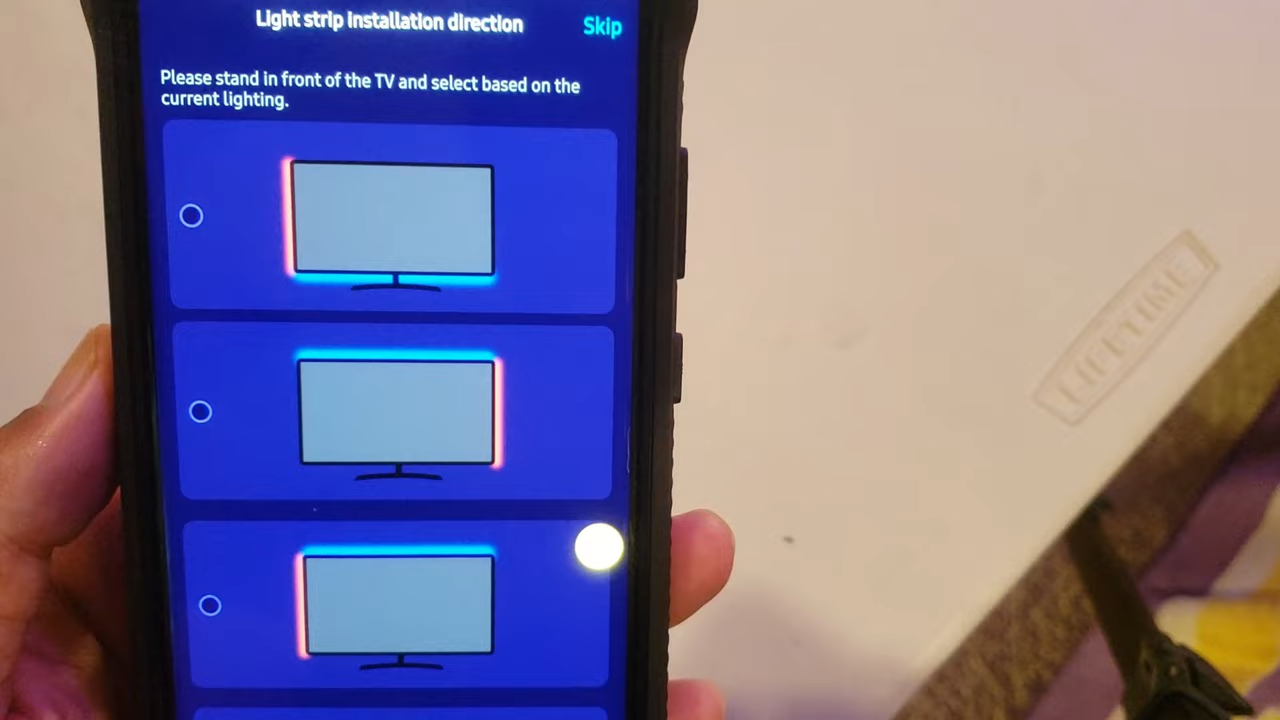 Light strip installation direction
Skip
Please stand in front of the TV and select based on the
current lighting.
LIFETIME